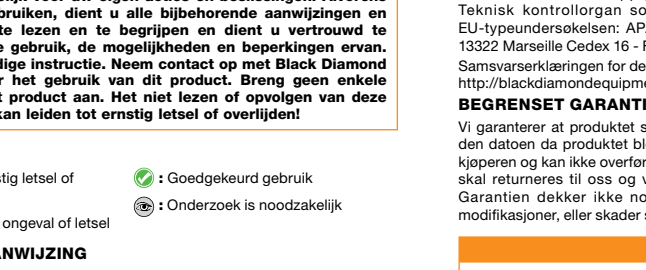 bruiken, dient u alle bijbehorende aanwijzingen en
te lezen en te begrijpen en dient u vertrouwd te
gebruik, de mogelijkheden en beperkingen ervan.
dige instructie. Neem contact op met Black Diamond
r het gebruik van dit product. Breng geen enkele
t product aan. Het niet lezen of opvolgen van deze
kan leiden tot ernstig letsel of overlijden!
stig letsel of
: Goedgekeurd gebruik
: Onderzoek is noodzakelijk
ongeval of letsel
ANWIJZING
Teknisk kontrollorgan so
EU-typeundersøkelsen: AP
13322 Marseille Cedex 16 - F
Samsvarserklæringen for de
http://blackdiamondequipme
BEGRENSET GARANTI
Vi garanterer at produktet s
den datoen da produktet bl
kjøperen og kan ikke overfør
skal returneres til oss og v
Garantien dekker ikke no
modifikasjoner, eller skader s